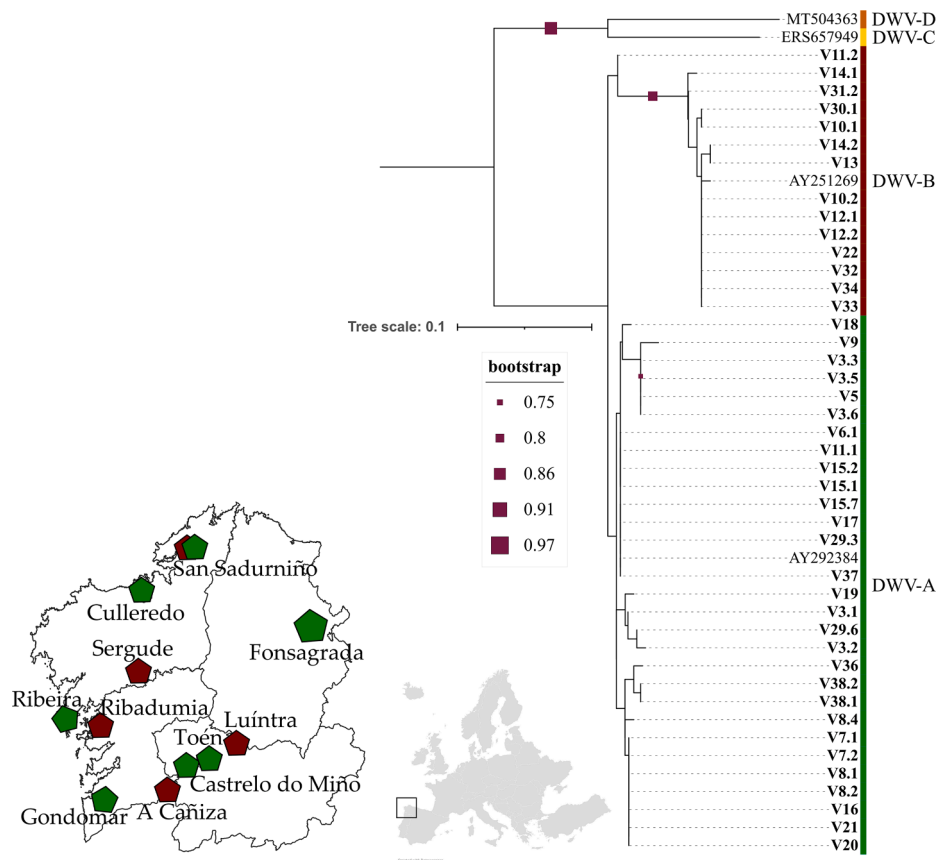 MT504363 DWV-D
ERS657949 DWV-C
V11.2
V14.1
V31.2
V30.1
V10.1
V14.2
V13
AY251269 DWV-B
V10.2
V12.1
V12.2
V22
V32
V34
V33
Tree scale: 0.1
V18
V9
V3.3
V3.5
V5
V3.6
V6.1
V11.1
V15.2
V15.1
V15.7
V17
V29.3
AY292384
V37
DWV-A
V19
V3.1
V29.6
V3.2
V36
V38.2
V38.1
V8.4
V7.1
V7.2
V8.1
V8.2
V16
V21
V20
bootstrap
0.75
0.8
0.86
0.91
0.97
San Sadurniño
Culleredo
Sergude
Fonsagrada
Ribeira
Ribadumia
Luíntra
Toén
Castrelo do Miño
Gondomar
A Cañiza